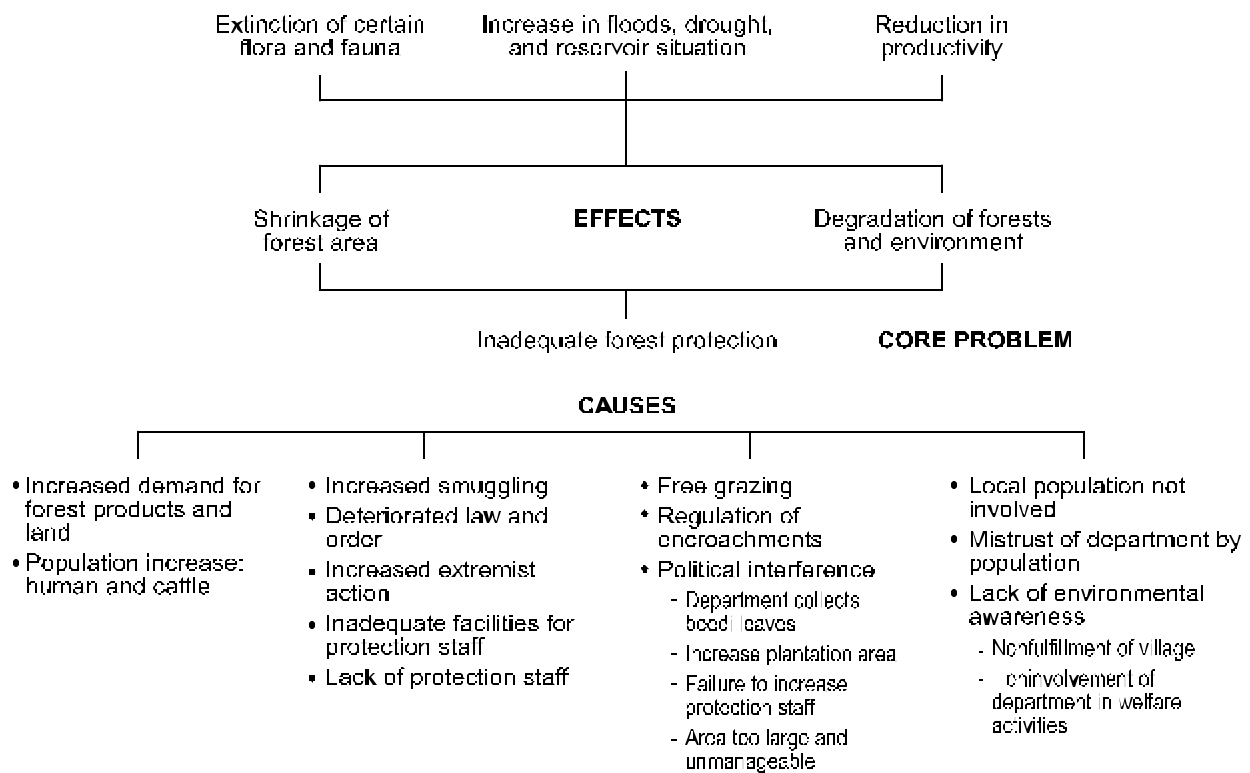 Extinction of certain
flora and fauna
Increase in floods, drought,
and reservoir situation
Reduction in
productivity
Shrinkage of
forest area
EFFECTS
Degradation of forests
and environment
Inadequate forest protection
CORE PROBLEM
CAUSES
• Increased demand for
forest products and
land
• Population increase:
human and cattle
• Increased smuggling
• Deteriorated law and
order
• Increased extremist
action
• Inadequate facilities for
protection staff
• Lack of protection staff
• Free grazing
• Regulation of
encroachments
• Political interference
- Department collects
beedi leaves
- Increase plantation area
- Failure to increase
protection staff
- Area too large and
unmanageable
• Local population not
involved
• Mistrust of department by
population
• Lack of environmental
awareness
- Nonfulfillment of village
- of
department in welfare
activities